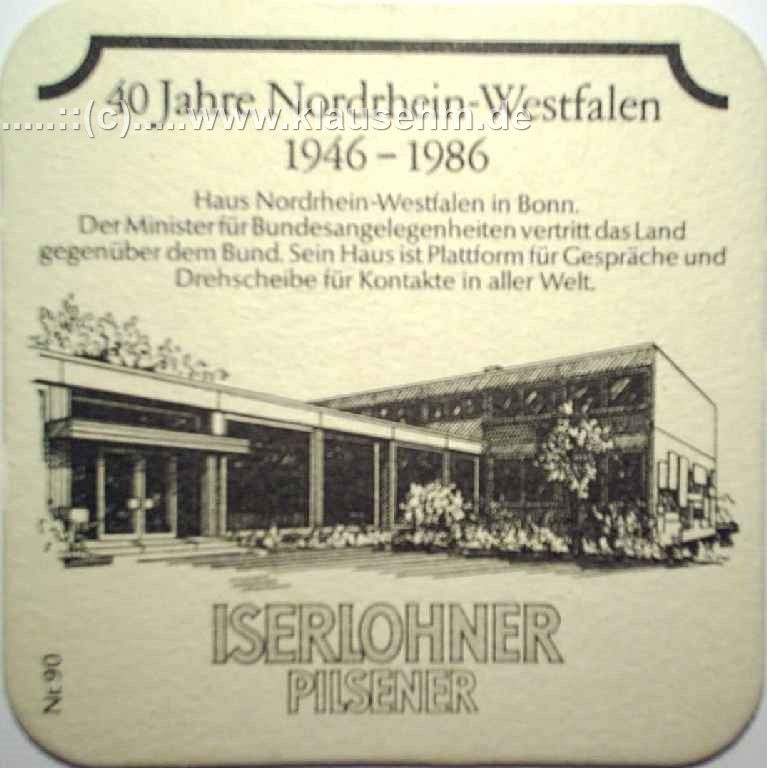 40 Jahre Nordrhein-Westfalen
.....::(c).....www.klausehm.de
1946 – 1986
Haus Nordrhein-Westfalen in Bonn.
Der Minister für Bundesangelegenheiten vertritt das Land
gegenüber dem Bund. Sein Haus ist Plattform für Gespräche und
Drehscheibe für Kontakte in aller Welt.
ISERLOHNER
PILSENER
Nr. 90